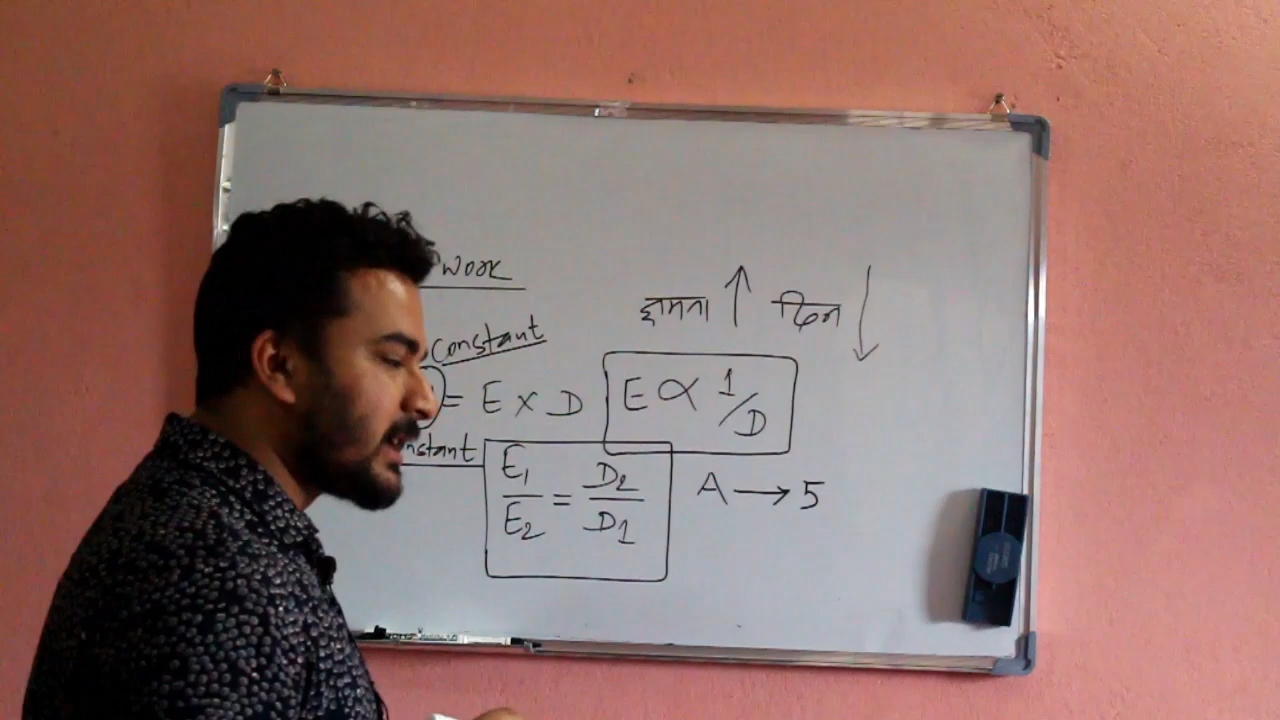 work
क्षमता ↑ दिन ↓
constant
= E × D
E ∝ 1/D
nstant
E₁/E₂ = D₂/D₁
A → 5